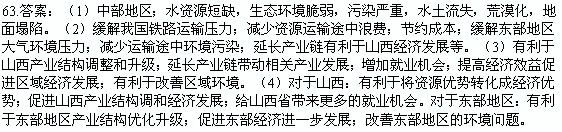 63.答案：（1）中部地区；水资源短缺，生态环境脆弱，污染严重，水土流失，荒漠化，地
面塌陷。（2）缓解我国铁路运输压力；减少资源运输途中浪费；节约成本；缓解东部地区
大气环境压力；减少运输途中环境污染；延长产业链有利于山西经济发展等。（3）有利于
山西产业结构调整和升级；延长产业链带动相关产业发展；增加就业机会；提高经济效益促
进区域经济发展；有利于改善区域环境。（4）对于山西：有利于将资源优势转化成经济优
势；促进山西产业结构调和经济发展；给山西省带来更多的就业机会。对于东部地区：有利
于东部地区产业结构优化升级；促进东部经济进一步发展；改善东部地区的环境问题。